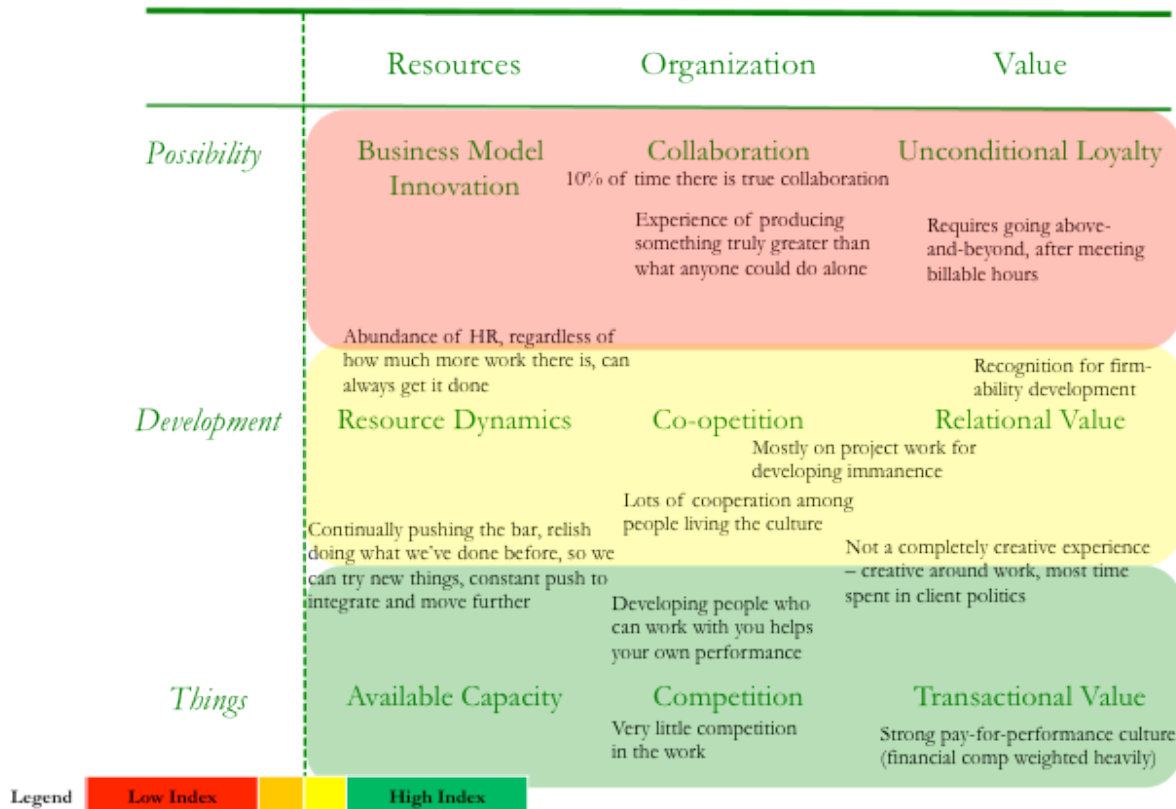 Resources Organization Value
Possibility
Business Model
Innovation
Collaboration
10% of time there is true collaboration
Experience of producing
something truly greater than
what anyone could do alone
Unconditional Loyalty
Requires going above-
and-beyond, after meeting
billable hours
Abundance of HR, regardless of
how much more work there is, can
always get it done
Recognition for firm-
ability development
Development
Resource Dynamics
Co-opetition
Relational Value
Mostly on project work for
developing immanence
Lots of cooperation among
people living the culture
Continually pushing the bar, relish
doing what we've done before, so we
can try new things, constant push to
integrate and move further
Not a completely creative experience
– creative around work, most time
spent in client politics
Developing people who
can work with you helps
your own performance
Things
Available Capacity
Competition
Very little competition
in the work
Transactional Value
Strong pay-for-performance culture
(financial comp weighted heavily)
Legend Low Index High Index